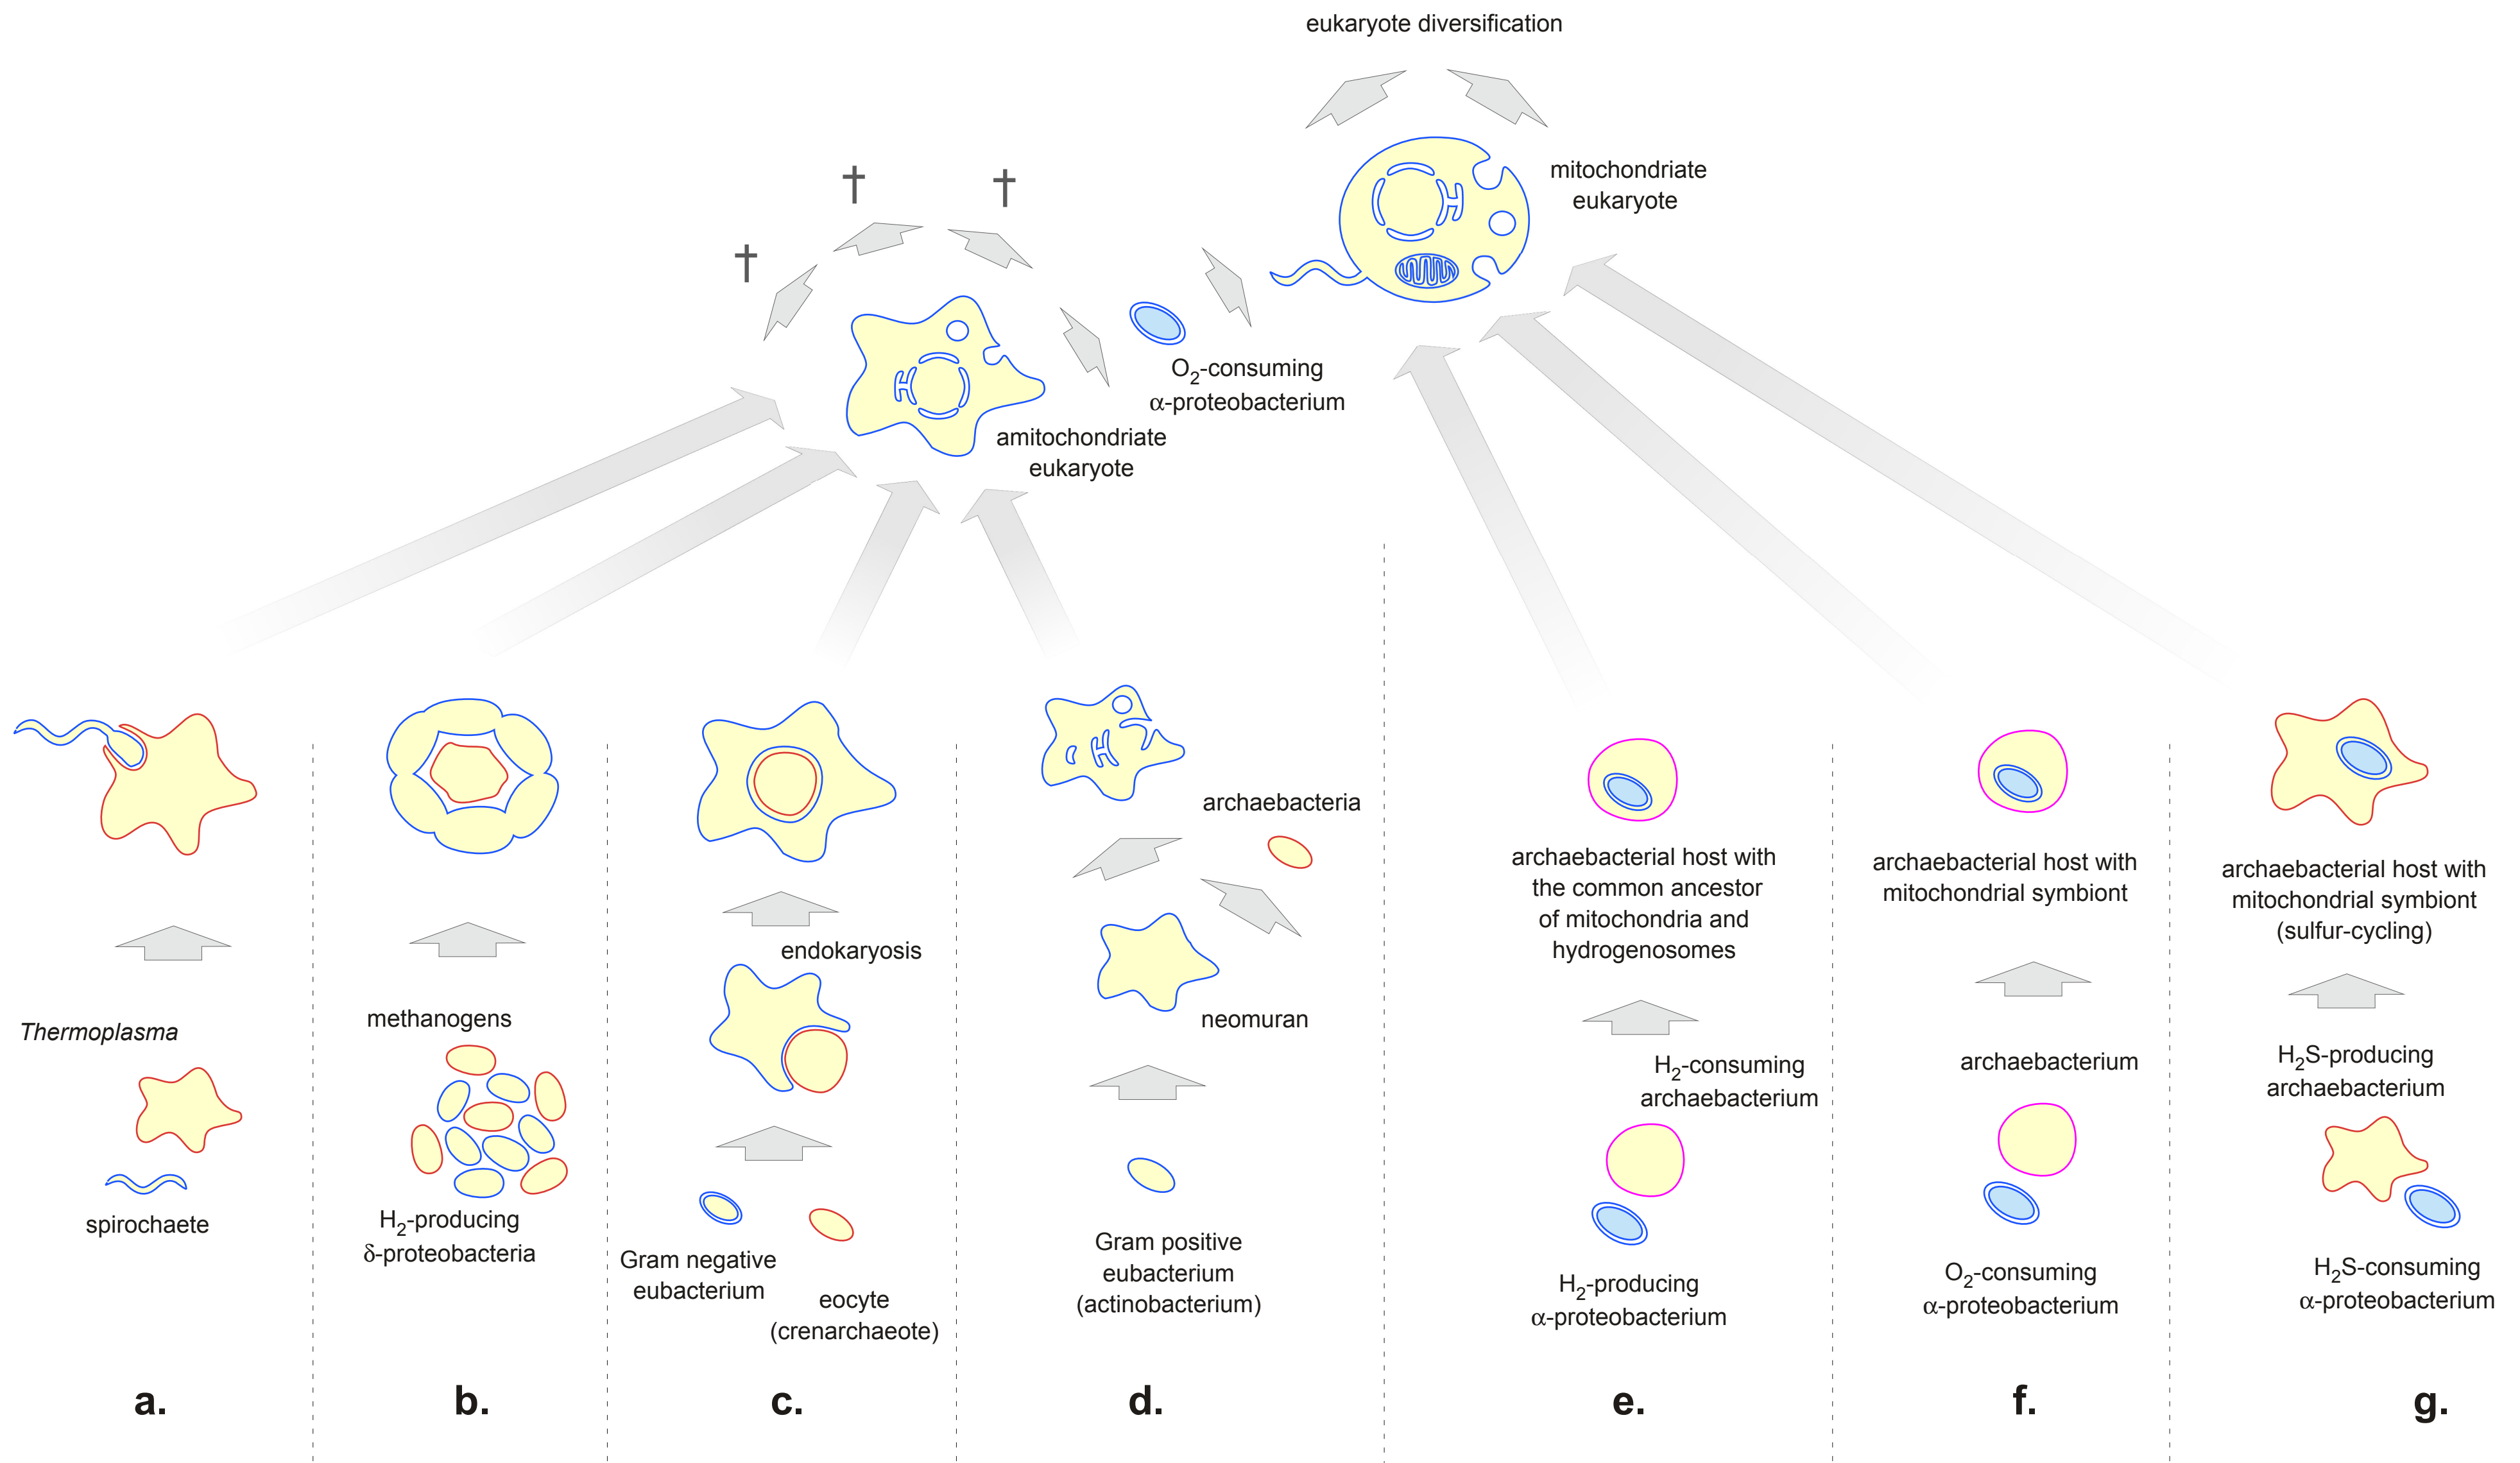 eukaryote diversification
mitochondriate
eukaryote
†
†
†
O₂-consuming
α-proteobacterium
amitochondriate
eukaryote
Thermoplasma
spirochaete
a.
methanogens
H₂-producing
δ-proteobacteria
b.
endokaryosis
Gram negative
eubacterium
eocyte
(crenarchaeote)
c.
archaebacteria
neomuran
Gram positive
eubacterium
(actinobacterium)
d.
archaebacterial host with
the common ancestor
of mitochondria and
hydrogenosomes
H₂-consuming
archaebacterium
H₂-producing
α-proteobacterium
e.
archaebacterial host with
mitochondrial symbiont
archaebacterium
O₂-consuming
α-proteobacterium
f.
archaebacterial host with
mitochondrial symbiont
(sulfur-cycling)
H₂S-producing
archaebacterium
H₂S-consuming
α-proteobacterium
g.